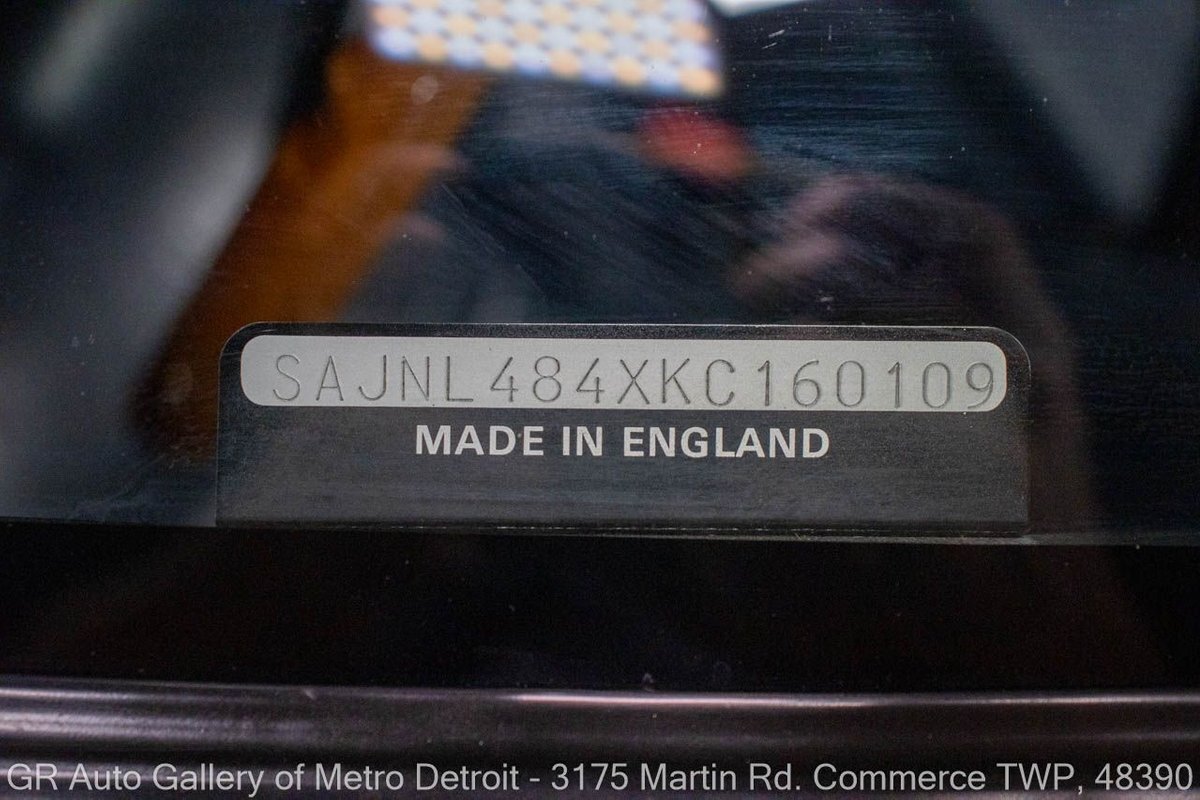 SAJNL484XKC160109
MADE IN ENGLAND
GR Auto Gallery of Metro Detroit - 3175 Martin Rd. Commerce TWP, 48390